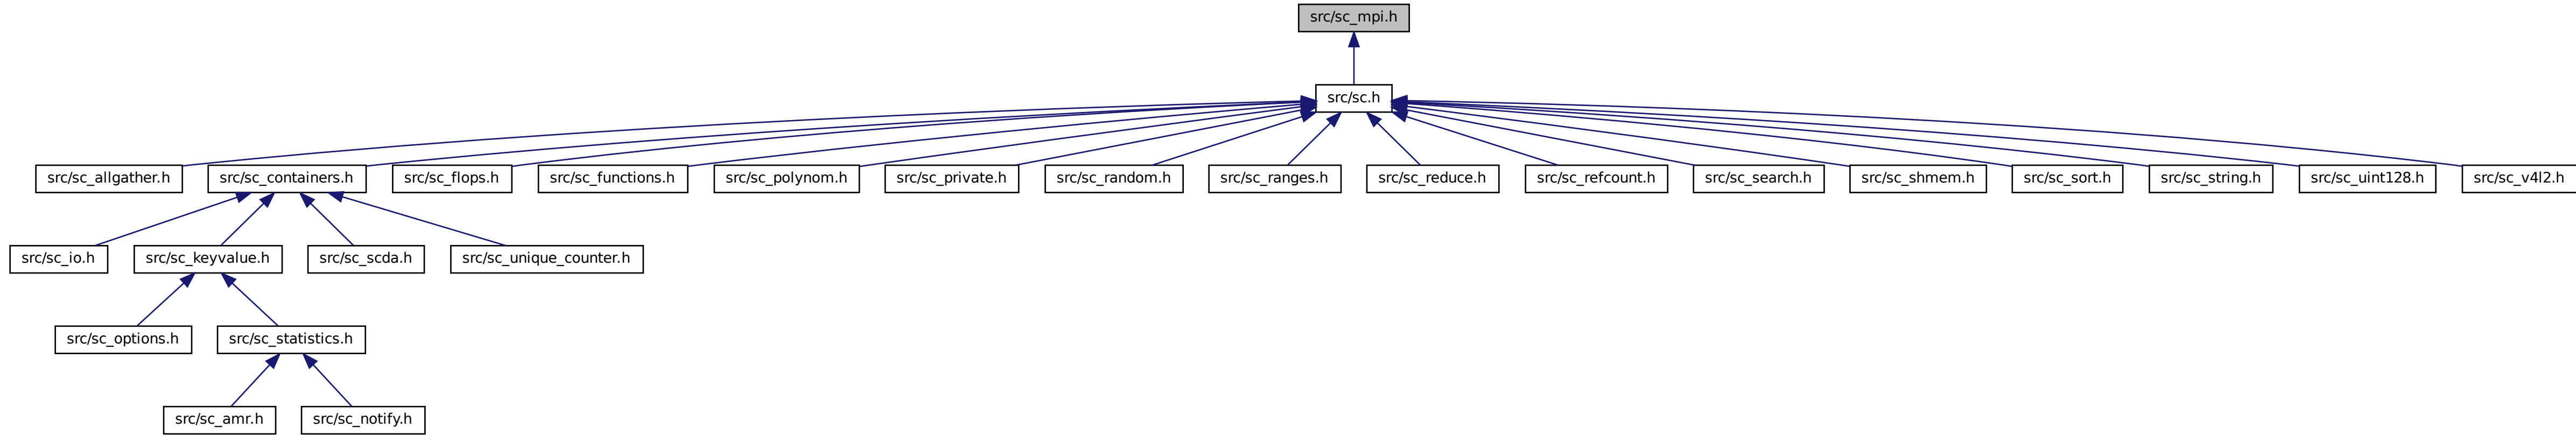 src/sc_mpi.h
src/sc.h
src/sc_allgather.h
src/sc_containers.h
src/sc_flops.h
src/sc_functions.h
src/sc_polynom.h
src/sc_private.h
src/sc_random.h
src/sc_ranges.h
src/sc_reduce.h
src/sc_refcount.h
src/sc_search.h
src/sc_shmem.h
src/sc_sort.h
src/sc_string.h
src/sc_uint128.h
src/sc_v4l2.h
src/sc_io.h
src/sc_keyvalue.h
src/sc_scda.h
src/sc_unique_counter.h
src/sc_options.h
src/sc_statistics.h
src/sc_amr.h
src/sc_notify.h